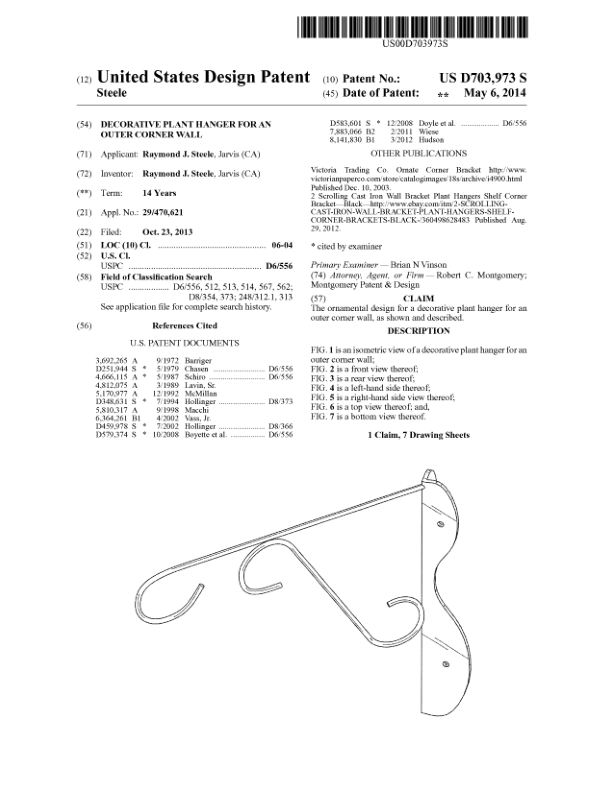 US00D703973S
(12) United States Design Patent
Steele
(10) Patent No.: US D703,973 S
(45) Date of Patent: ** May 6, 2014
(54) DECORATIVE PLANT HANGER FOR AN
OUTER CORNER WALL
(71) Applicant: Raymond J. Steele, Jarvis (CA)
(72) Inventor: Raymond J. Steele, Jarvis (CA)
(**) Term: 14 Years
(21) Appl. No.: 29/470,621
(22) Filed: Oct. 23, 2013
(51) LOC (10) Cl. ............................................. 06-04
(52) U.S. Cl.
USPC ........................................................ D6/556
(58) Field of Classification Search
USPC ................. D6/556, 512, 513, 514, 567, 562;
D8/354, 373; 248/312.1, 313
See application file for complete search history.
(56) References Cited
U.S. PATENT DOCUMENTS
3,692,265 A 9/1972 Barriger
D251,944 S * 5/1979 Chasen ........................ D6/556
4,666,115 A * 5/1987 Schiro ......................... D6/556
4,812,075 A 3/1989 Lavin, Sr.
5,170,977 A 12/1992 McMillan
D348,631 S * 7/1994 Hollinger ..................... D8/373
5,810,317 A 9/1998 Macchi
6,364,261 B1 4/2002 Vass, Jr.
D459,978 S * 7/2002 Hollinger ..................... D8/366
D579,374 S * 10/2008 Boyette et al. ............... D6/556
D583,601 S * 12/2008 Doyle et al. .................. D6/556
7,883,066 B2 2/2011 Wiese
8,141,830 B1 3/2012 Hudson
OTHER PUBLICATIONS
Victoria Trading Co. Ornate Corner Bracket http://www.
victorianpaperco.com/store/catalogimages/18s/archive/i4900.html
Published Dec. 10, 2003.
2 Scrolling Cast Iron Wall Bracket Plant Hangers Shelf Corner
Bracket—Black—http://www.ebay.com/itm/2-SCROLLING-
CAST-IRON-WALL-BRACKET-PLANT-HANGERS-SHELF-
CORNER-BRACKETS-BLACK-/360498628483 Published Aug.
29, 2012.
* cited by examiner
Primary Examiner — Brian N Vinson
(74) Attorney, Agent, or Firm — Robert C. Montgomery;
Montgomery Patent & Design
(57) CLAIM
The ornamental design for a decorative plant hanger for an
outer corner wall, as shown and described.
DESCRIPTION
FIG. 1 is an isometric view of a decorative plant hanger for an
outer corner wall;
FIG. 2 is a front view thereof;
FIG. 3 is a rear view thereof;
FIG. 4 is a left-hand side thereof;
FIG. 5 is a right-hand side view thereof;
FIG. 6 is a top view thereof; and,
FIG. 7 is a bottom view thereof.
1 Claim, 7 Drawing Sheets